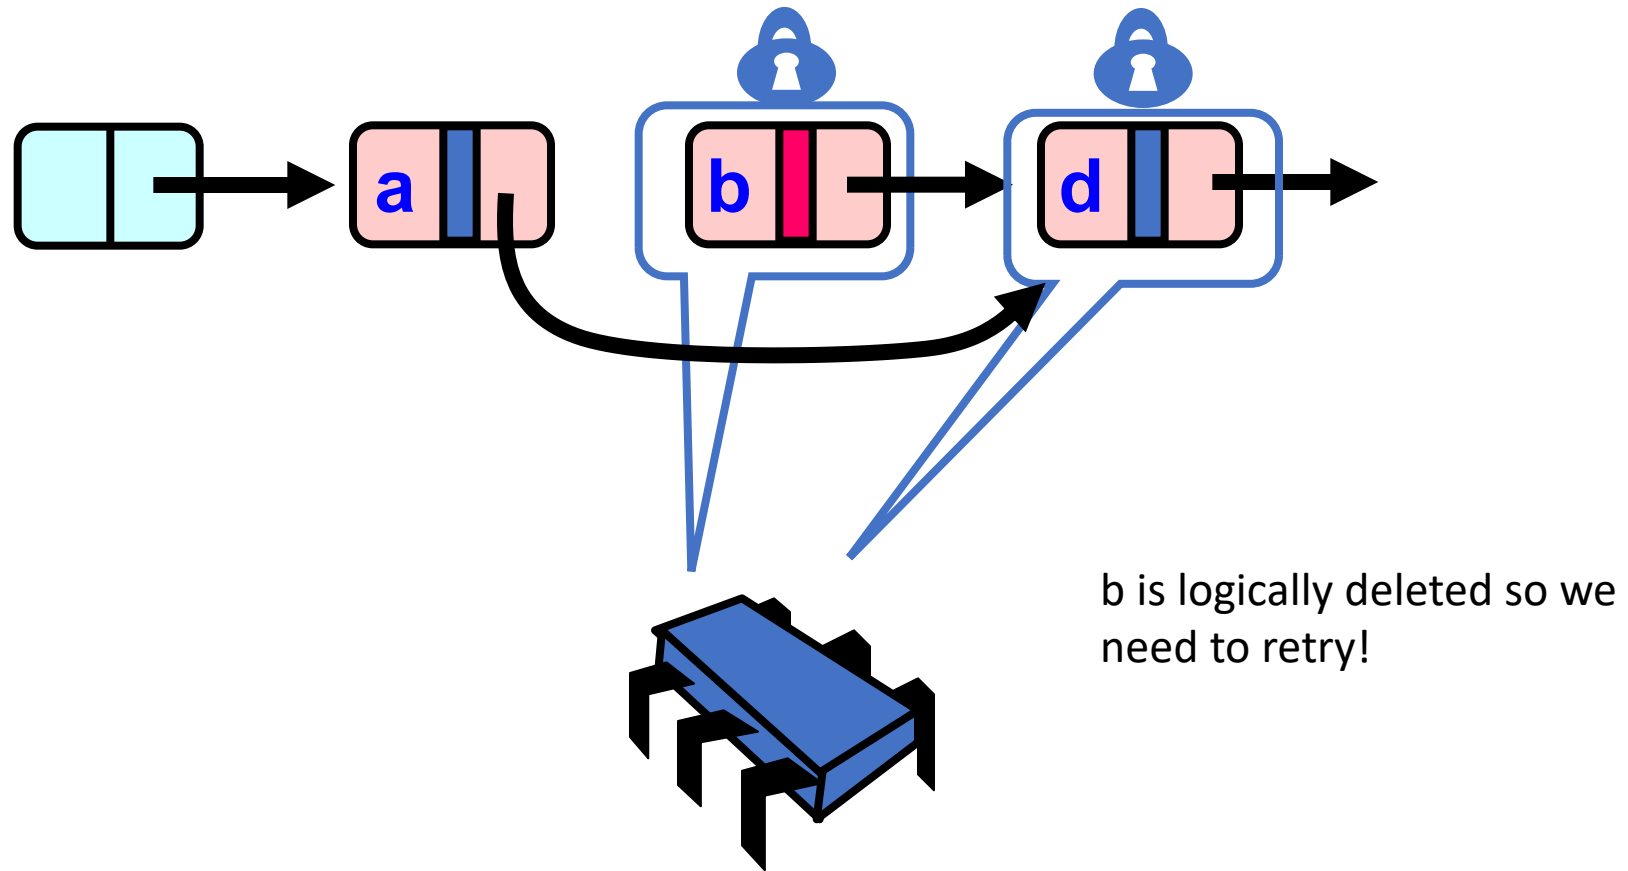 a
b
d
b is logically deleted so we
need to retry!